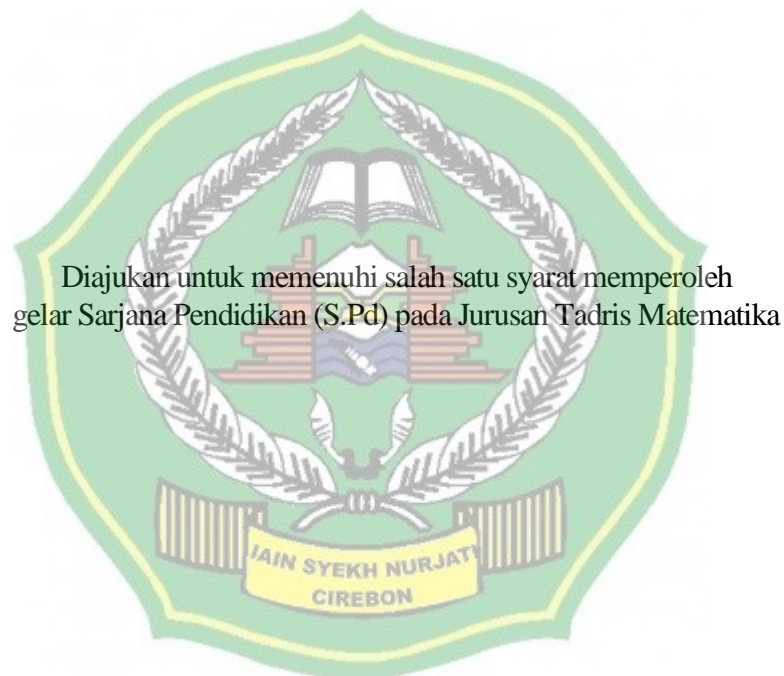 Diajukan untuk memenuhi salah satu syarat memperoleh
gelar Sarjana Pendidikan (S.Pd) pada Jurusan Tadris Matematika
IAIN SYEKH NURJATI
CIREBON